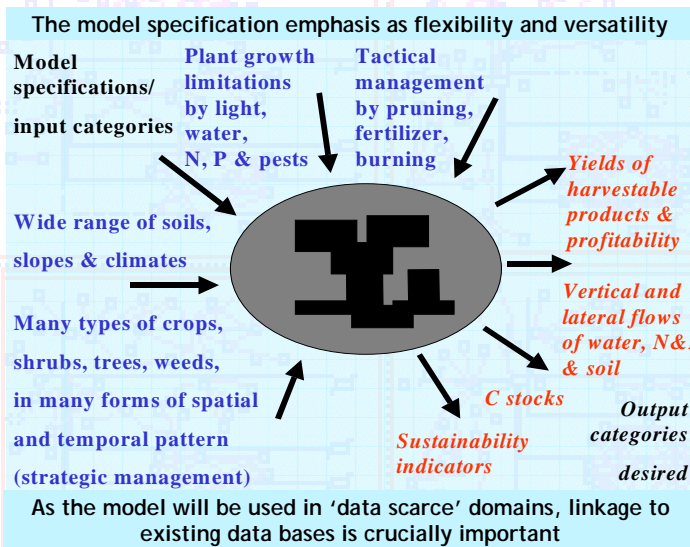 The model specification emphasis as flexibility and versatility
Model
specifications/
input categories
Plant growth
limitations
by light,
water,
N, P & pests
Tactical
management
by pruning,
fertilizer,
burning
Wide range of soils,
slopes & climates
Many types of crops,
shrubs, trees, weeds,
in many forms of spatial
and temporal pattern
(strategic management)
Yields of
harvestable
products &
profitability
Vertical and
lateral flows
of water,
& soil
C stocks
Sustainability
indicators
Output
categories
desired
As the model will be used in ‘data scarce’ domains, linkage to
existing data bases is crucially important